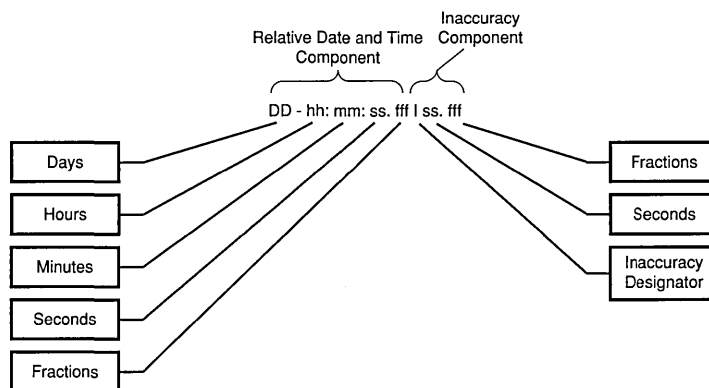 Inaccuracy
Component
Relative Date and Time
Component
DD - hh: mm: ss. fff I ss. fff
Days
Hours
Minutes
Seconds
Fractions
Fractions
Seconds
Inaccuracy
Designator